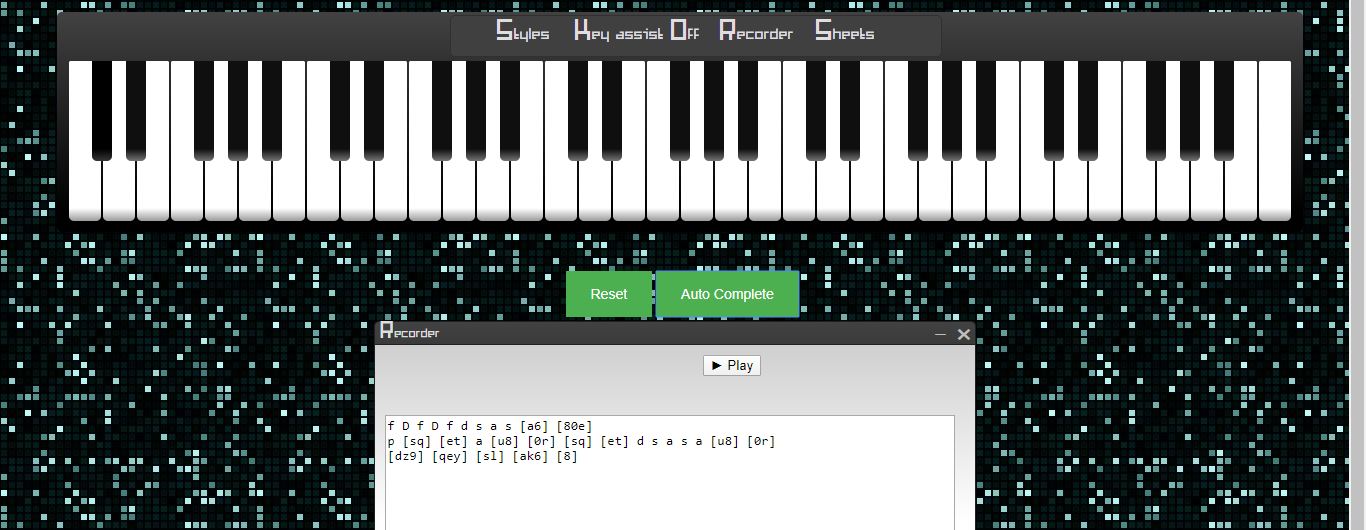 Styles Key assist Off Recorder Sheets
Reset Auto Complete
Recorder
► Play
f D f D f d s a s [a6] [80e]
p [sq] [et] a [u8] [0r] [sq] [et] d s a s a [u8] [0r]
[dz9] [qey] [sl] [ak6] [8]